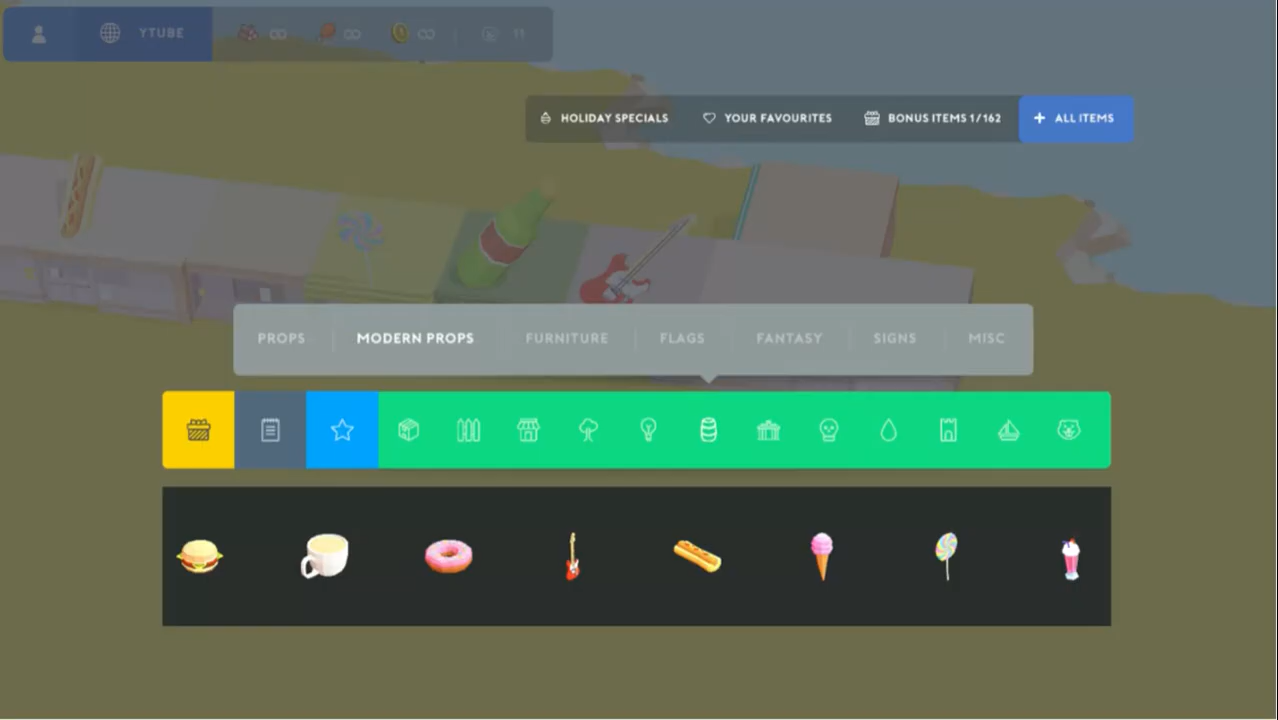 YTUBE
11
HOLIDAY SPECIALS
YOUR FAVOURITES
BONUS ITEMS 1/162
ALL ITEMS
PROPS
MODERN PROPS
FURNITURE
FLAGS
FANTASY
SIGNS
MISC